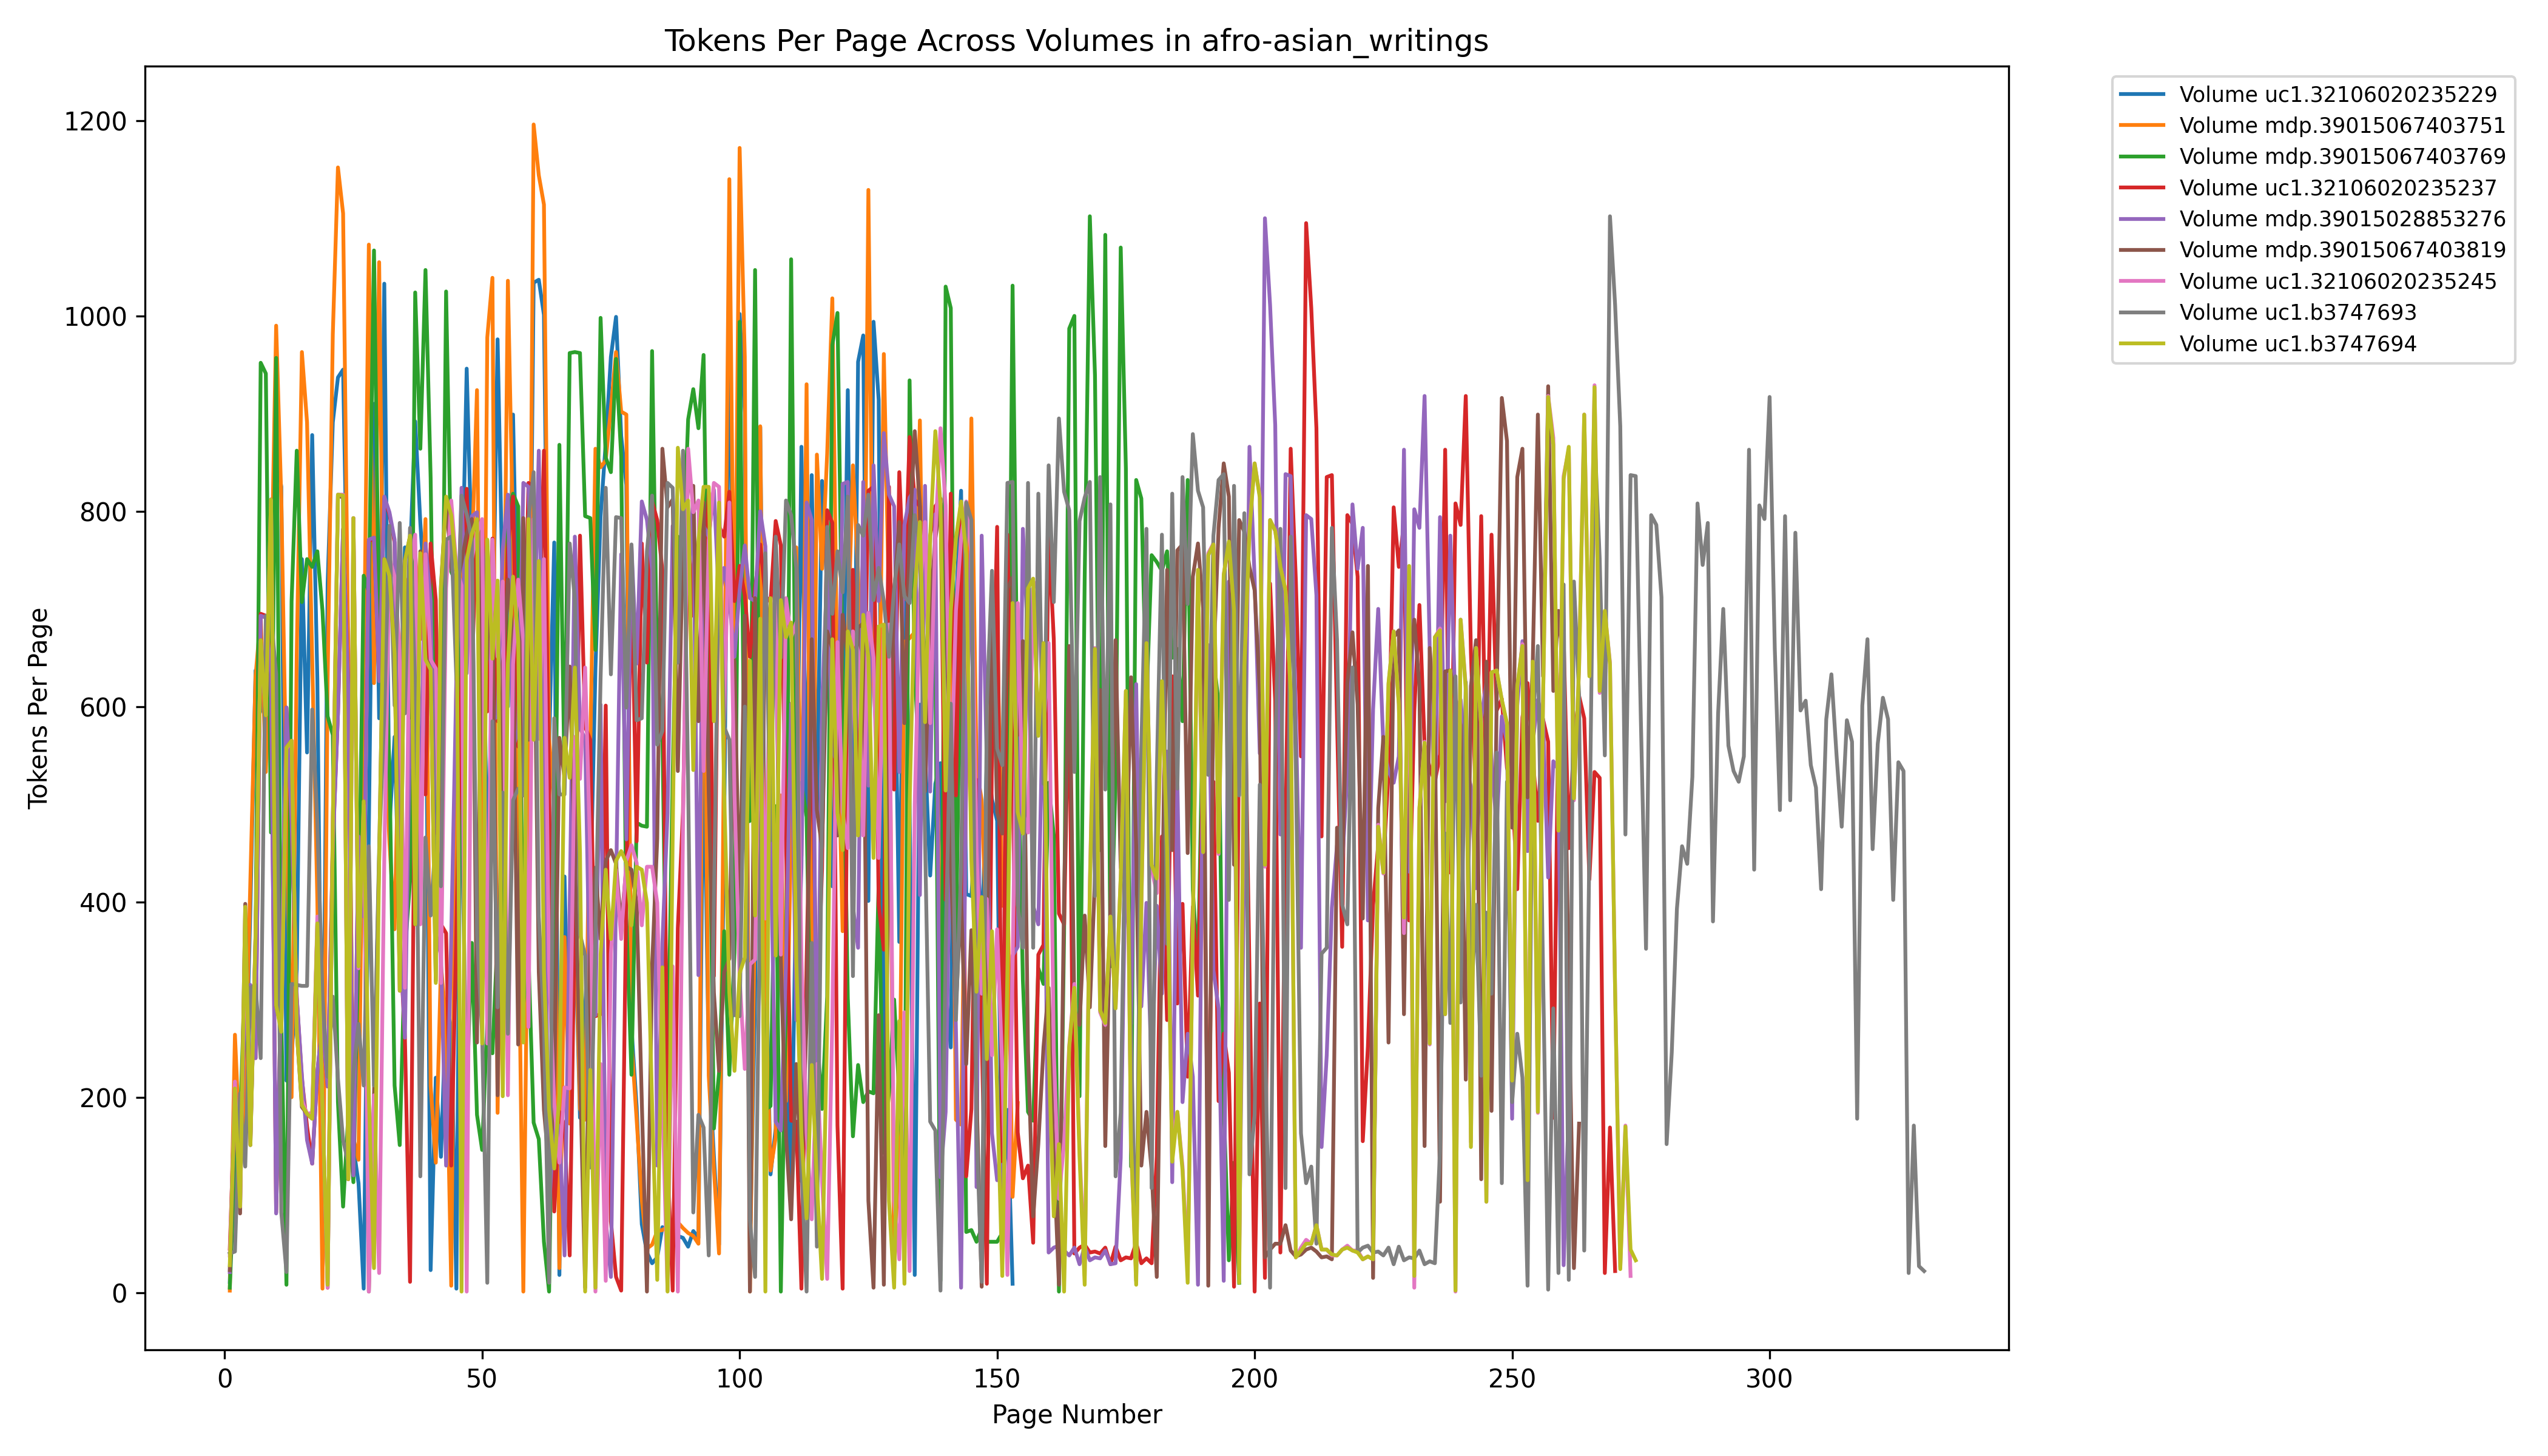 Tokens Per Page Across Volumes in afro-asian_writings
Tokens Per Page
1200
1000
800
600
400
200
0
0 50 100 150 200 250 300
Page Number
Volume uc1.32106020235229
Volume mdp.39015067403751
Volume mdp.39015067403769
Volume uc1.32106020235237
Volume mdp.39015028853276
Volume mdp.39015067403819
Volume uc1.32106020235245
Volume uc1.b3747693
Volume uc1.b3747694